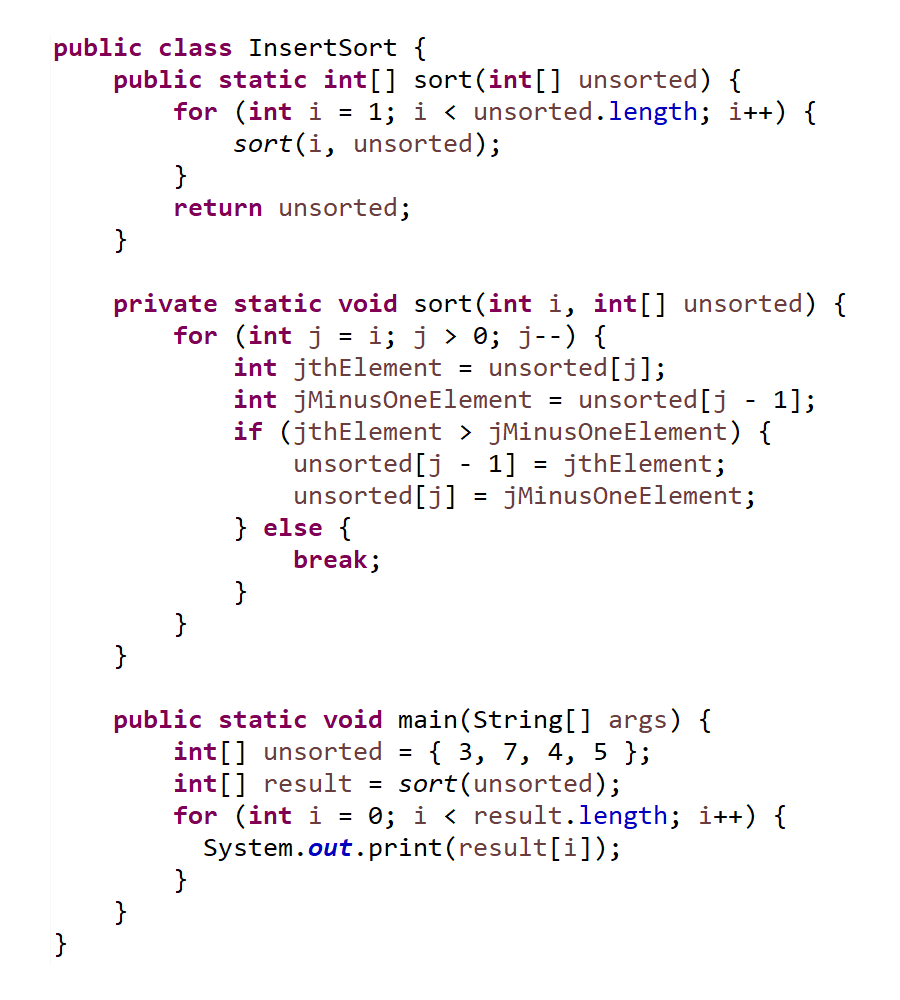 public class InsertSort {
    public static int[] sort(int[] unsorted) {
        for (int i = 1; i < unsorted.length; i++) {
            sort(i, unsorted);
        }
        return unsorted;
    }

    private static void sort(int i, int[] unsorted) {
        for (int j = i; j > 0; j--) {
            int jthElement = unsorted[j];
            int jMinusOneElement = unsorted[j - 1];
            if (jthElement > jMinusOneElement) {
                unsorted[j - 1] = jthElement;
                unsorted[j] = jMinusOneElement;
            } else {
                break;
            }
        }
    }

    public static void main(String[] args) {
        int[] unsorted = { 3, 7, 4, 5 };
        int[] result = sort(unsorted);
        for (int i = 0; i < result.length; i++) {
          System.out.print(result[i]);
        }
    }
}